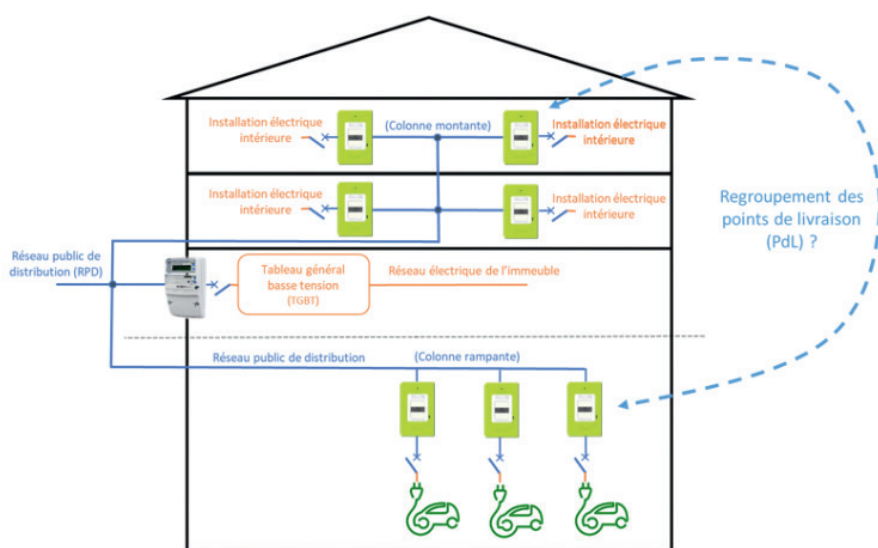 Installation électrique
intérieure
(Colonne montante)
Installation électrique
intérieure
Installation électrique
intérieure
Installation électrique
intérieure
Regroupement des
points de livraison
(PdL) ?
Réseau public de
distribution (RPD)
Tableau général
basse tension
(TGBT)
Réseau électrique de l'immeuble
Réseau public de distribution
(Colonne rampante)